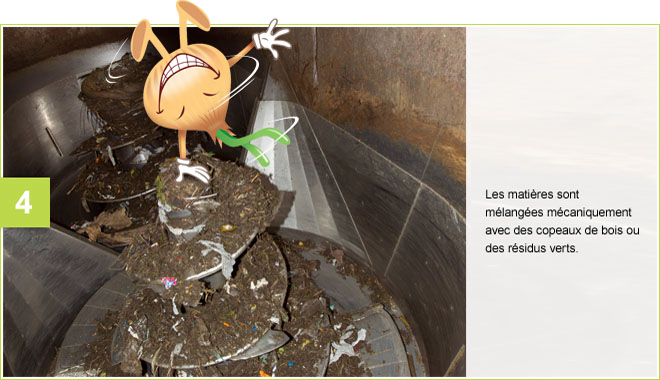 4
Les matières sont
mélangées mécaniquement
avec des copeaux de bois ou
des résidus verts.